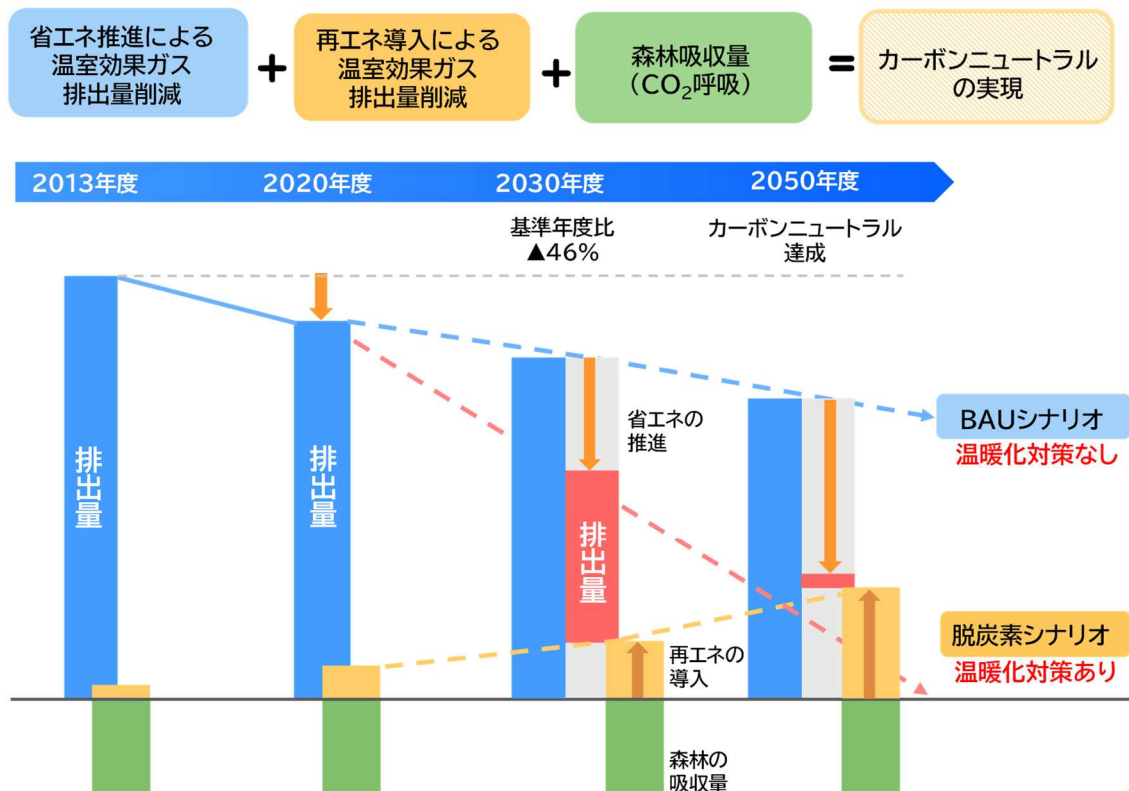 省エネ推進による
温室効果ガス
排出量削減
+
再エネ導入による
温室効果ガス
排出量削減
+
森林吸収量
（CO₂呼吸）
=
カーボンニュートラル
の実現
2013年度
2020年度
2030年度
2050年度
基準年度比
▲46%
カーボンニュートラル
達成
排出量
排出量
省エネの
推進
排出量
BAUシナリオ
温暖化対策なし
再エネの
導入
脱炭素シナリオ
温暖化対策あり
森林の
吸収量